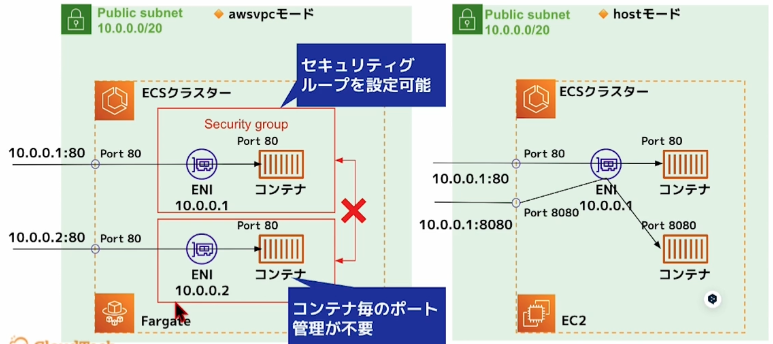 Public subnet
10.0.0.0/20
awsvpcモード
セキュリティグ
ループを設定可能
ECSクラスター
Security group
10.0.0.1:80
Port 80
Port 80
ENI
10.0.0.1
コンテナ
10.0.0.2:80
Port 80
Port 80
ENI
10.0.0.2
コンテナ
コンテナ毎のポート
管理が不要
Fargate
Public subnet
10.0.0.0/20
hostモード
ECSクラスター
10.0.0.1:80
Port 80
Port 80
ENI
10.0.0.1
コンテナ
10.0.0.1:8080
Port 8080
Port 8080
コンテナ
EC2